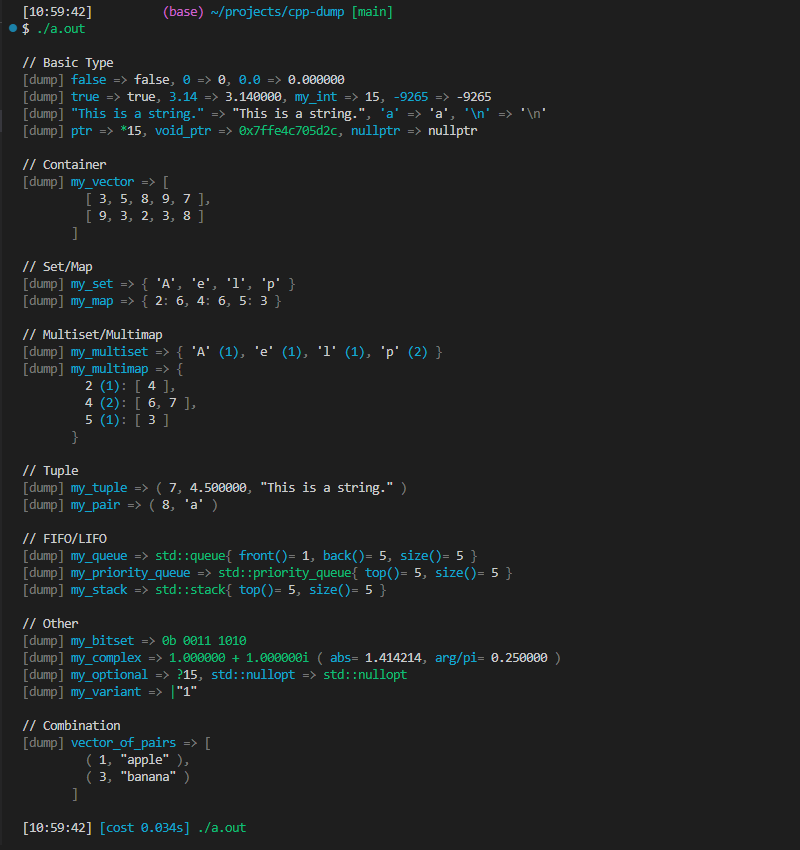 [10:59:42]          (base) ~/projects/cpp-dump [main]
$ ./a.out
// Basic Type
[dump] false => false, 0 => 0, 0.0 => 0.000000
[dump] true => true, 3.14 => 3.140000, my_int => 15, -9265 => -9265
[dump] "This is a string." => "This is a string.", 'a' => 'a', '\n' => '\n'
[dump] ptr => *15, void_ptr => 0x7ffe4c705d2c, nullptr => nullptr
// Container
[dump] my_vector => [
         [ 3, 5, 8, 9, 7 ],
         [ 9, 3, 2, 3, 8 ]
       ]
// Set/Map
[dump] my_set => { 'A', 'e', 'l', 'p' }
[dump] my_map => { 2: 6, 4: 6, 5: 3 }
// Multiset/Multimap
[dump] my_multiset => { 'A' (1), 'e' (1), 'l' (1), 'p' (2) }
[dump] my_multimap => {
         2 (1): [ 4 ],
         4 (2): [ 6, 7 ],
         5 (1): [ 3 ]
       }
// Tuple
[dump] my_tuple => ( 7, 4.500000, "This is a string." )
[dump] my_pair => ( 8, 'a' )
// FIFO/LIFO
[dump] my_queue => std::queue{ front()= 1, back()= 5, size()= 5 }
[dump] my_priority_queue => std::priority_queue{ top()= 5, size()= 5 }
[dump] my_stack => std::stack{ top()= 5, size()= 5 }
// Other
[dump] my_bitset => 0b 0011 1010
[dump] my_complex => 1.000000 + 1.000000i ( abs= 1.414214, arg/pi= 0.250000 )
[dump] my_optional => ?15, std::nullopt => std::nullopt
[dump] my_variant => |"1"
// Combination
[dump] vector_of_pairs => [
         ( 1, "apple" ),
         ( 3, "banana" )
       ]
[10:59:42] [cost 0.034s] ./a.out